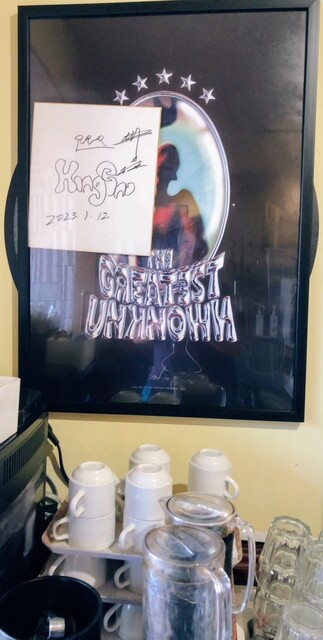 King Gnu
2023.1.12
THE
GREATEST
UNKNOWN